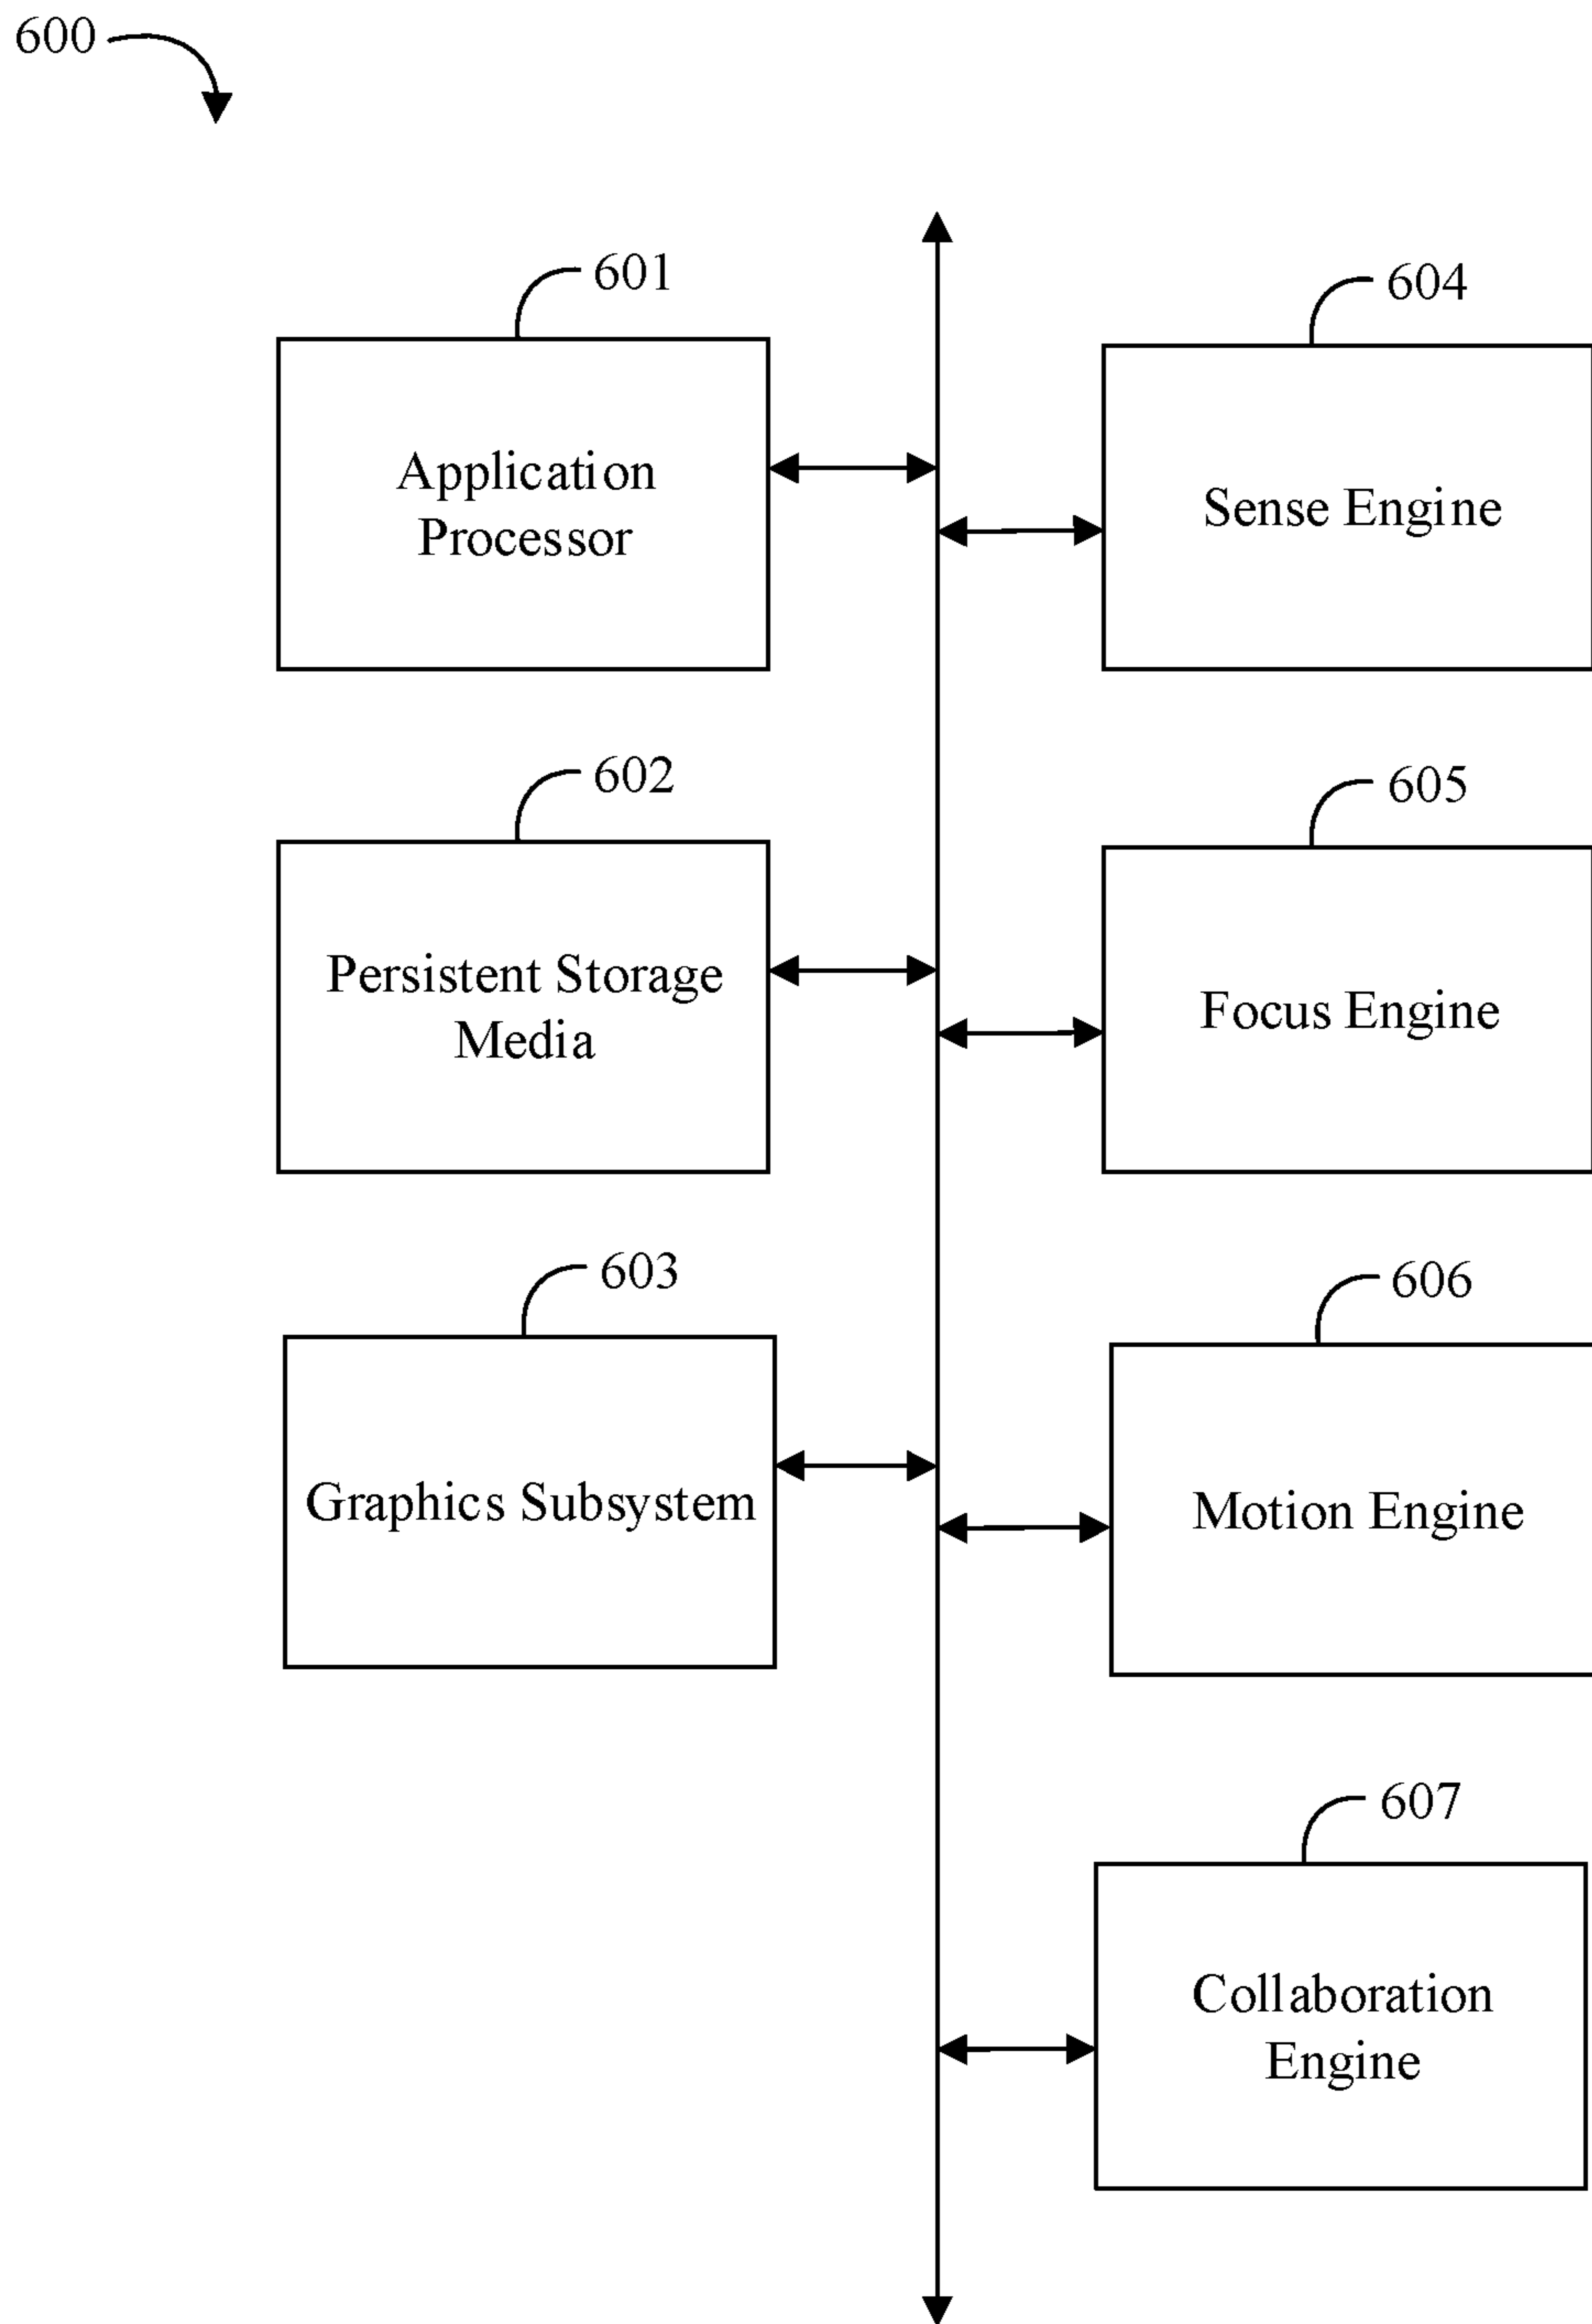 600
601
Application
Processor
604
Sense Engine
602
Persistent Storage
Media
605
Focus Engine
603
Graphics Subsystem
606
Motion Engine
607
Collaboration
Engine